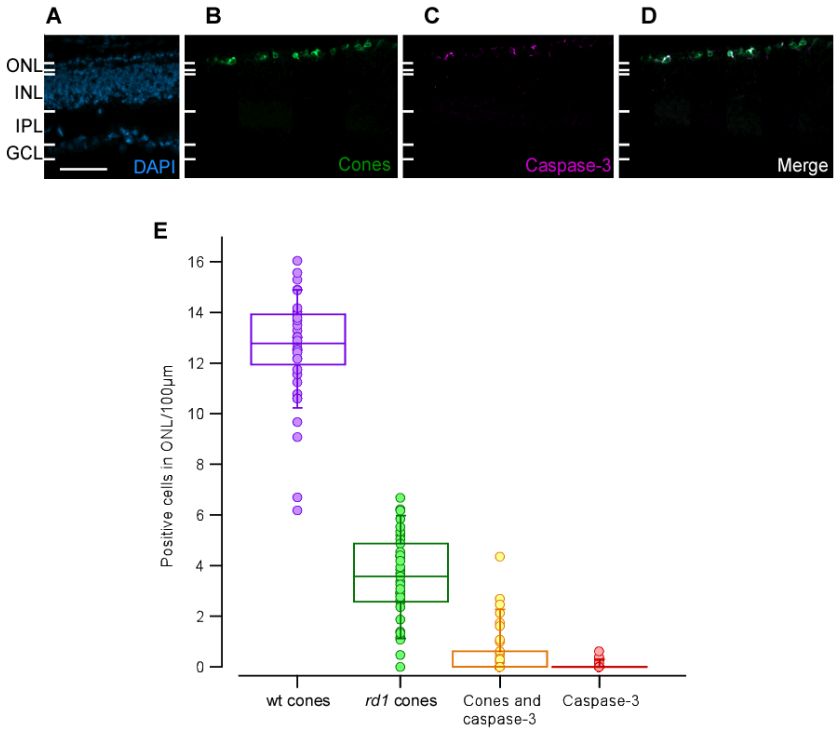 A
B
C
D
ONL
INL
IPL
GCL
DAPI
Cones
Caspase-3
Merge
E
Positive cells in ONL/100µm
16
14
12
10
8
6
4
2
0
wt cones
rd1 cones
Cones and
caspase-3
Caspase-3